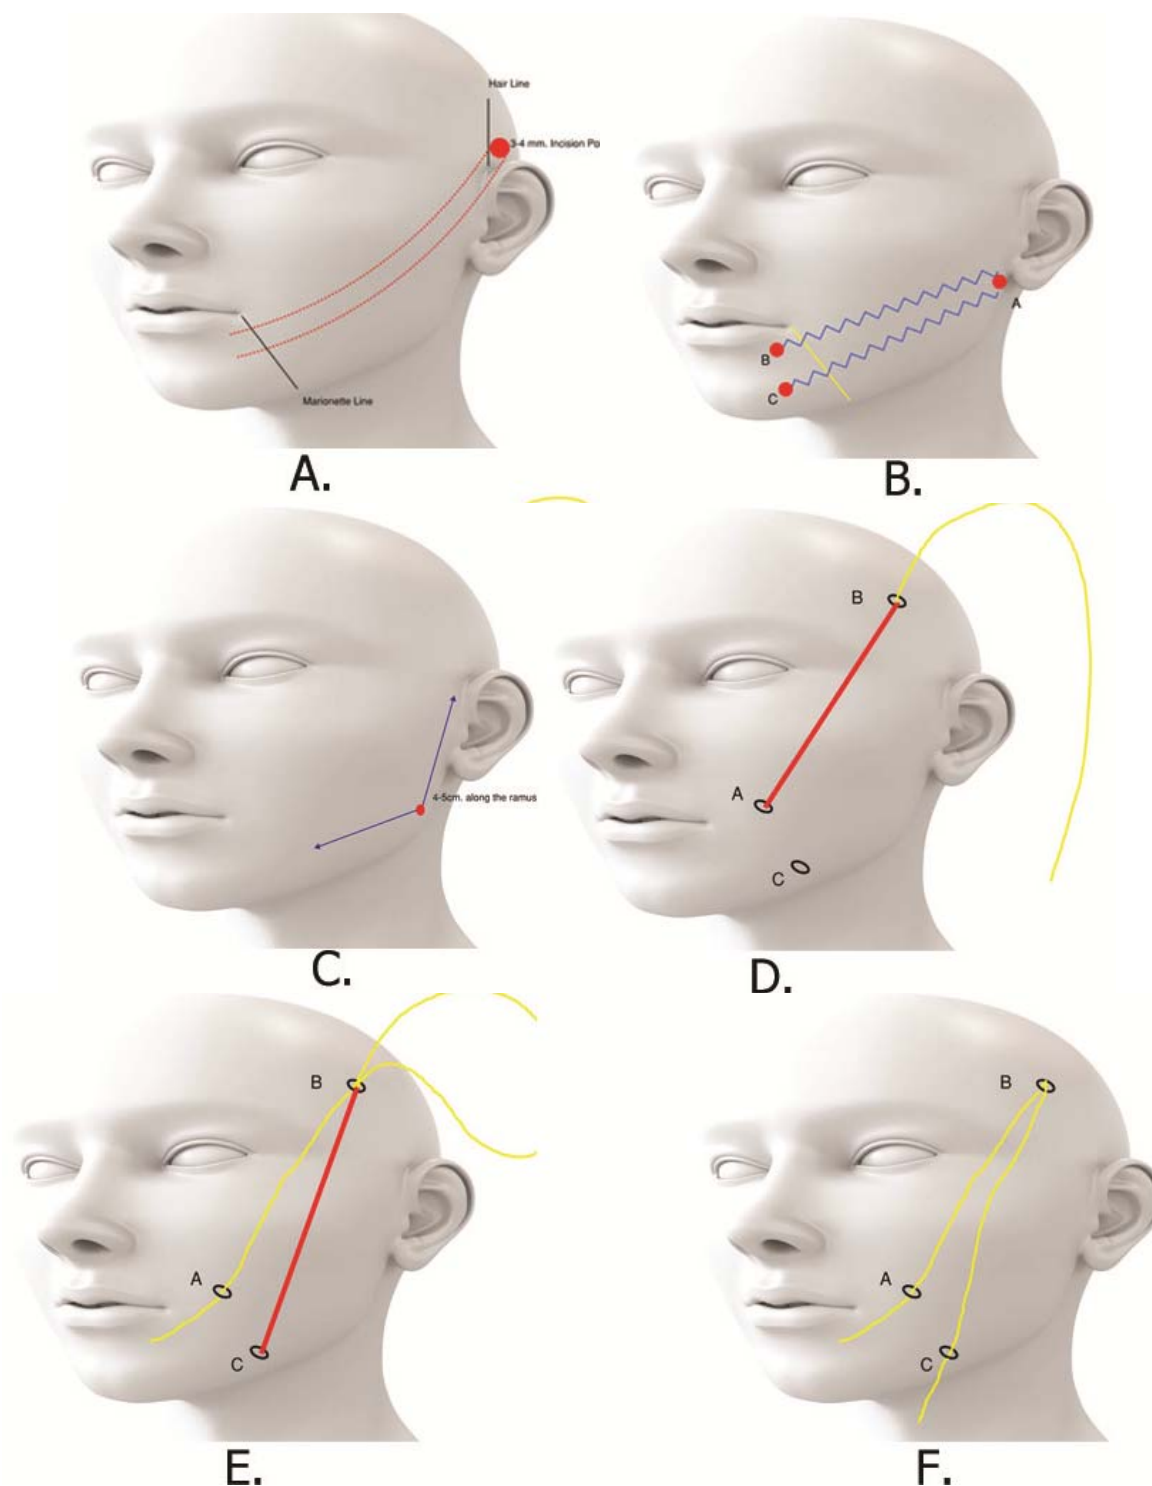 Hair Line
3-4 mm. Incision Po
Marionette Line
A.
A
B
C
B.
4-5cm. along the ramus
C.
B
A
C
D.
B
A
C
E.
B
A
C
F.